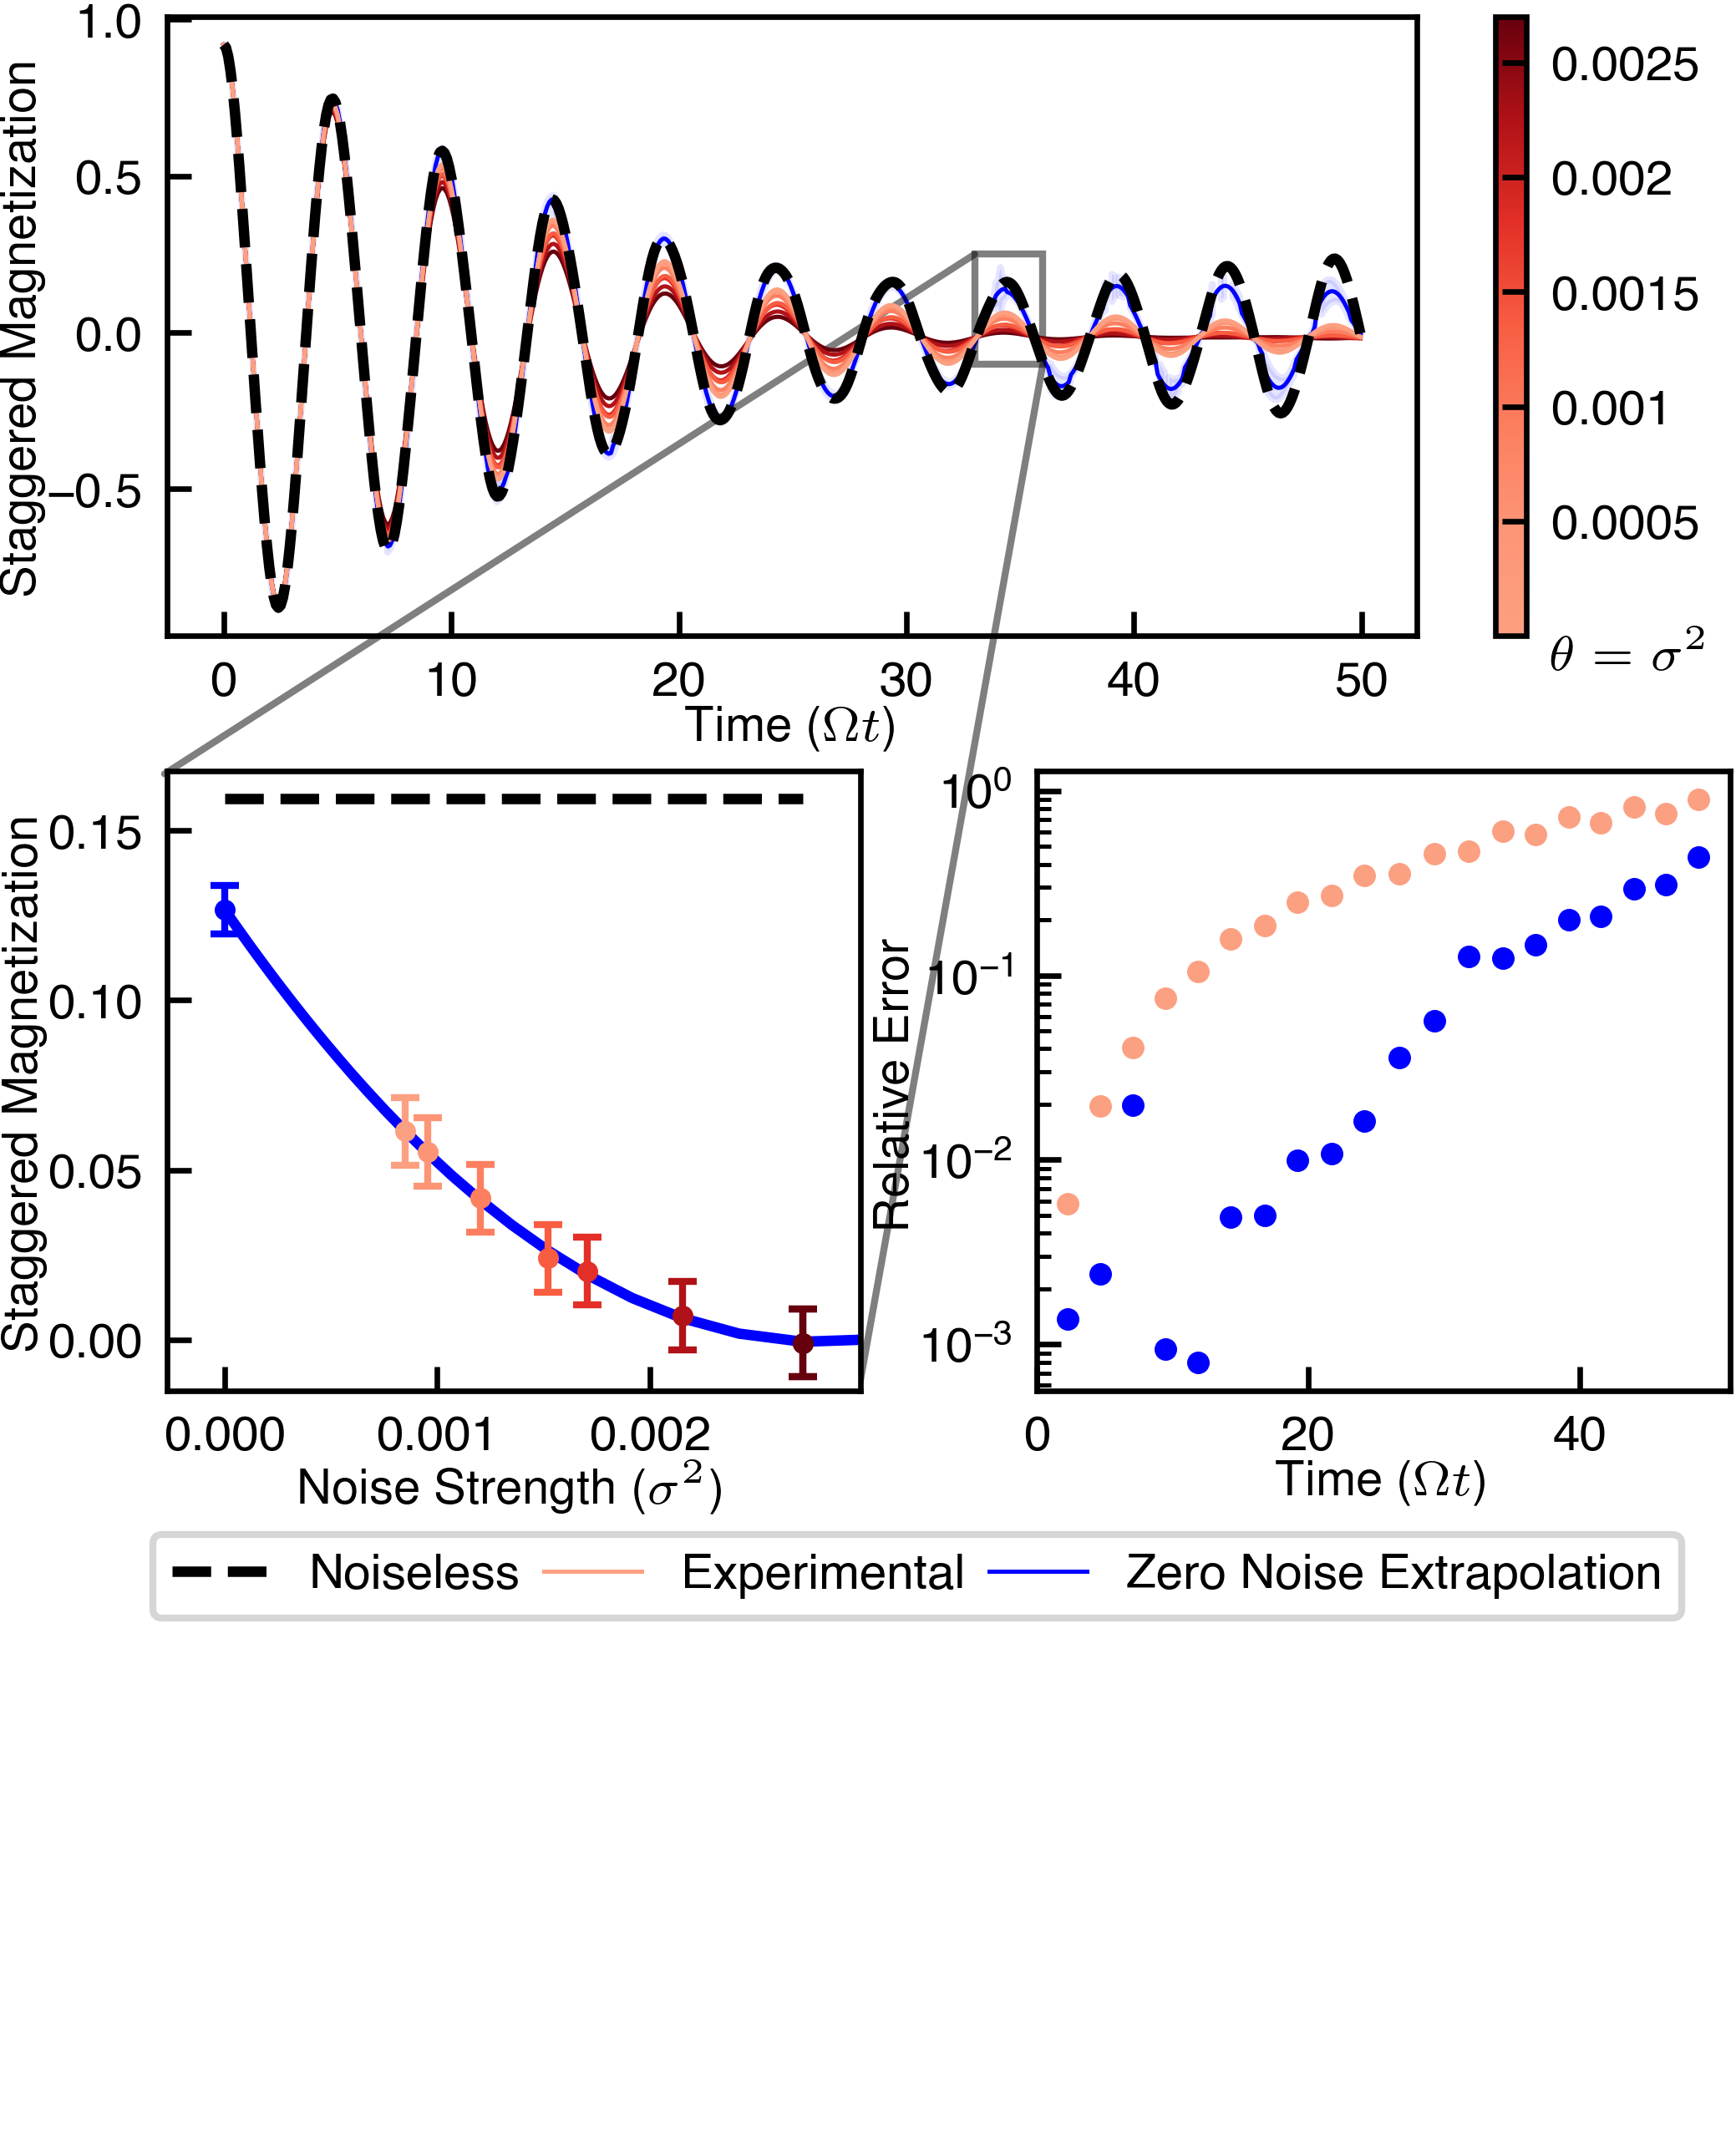 Staggered Magnetization
1.0
0.5
0.0
−0.5
0 10 20 30 40 50
Time (Ωt)
0.0025
0.002
0.0015
0.001
0.0005
θ = σ²
Staggered Magnetization
0.15
0.10
0.05
0.00
0.000 0.001 0.002
Noise Strength (σ²)
Relative Error
10⁰
10⁻¹
10⁻²
10⁻³
0 20 40
Time (Ωt)
Noiseless Experimental Zero Noise Extrapolation